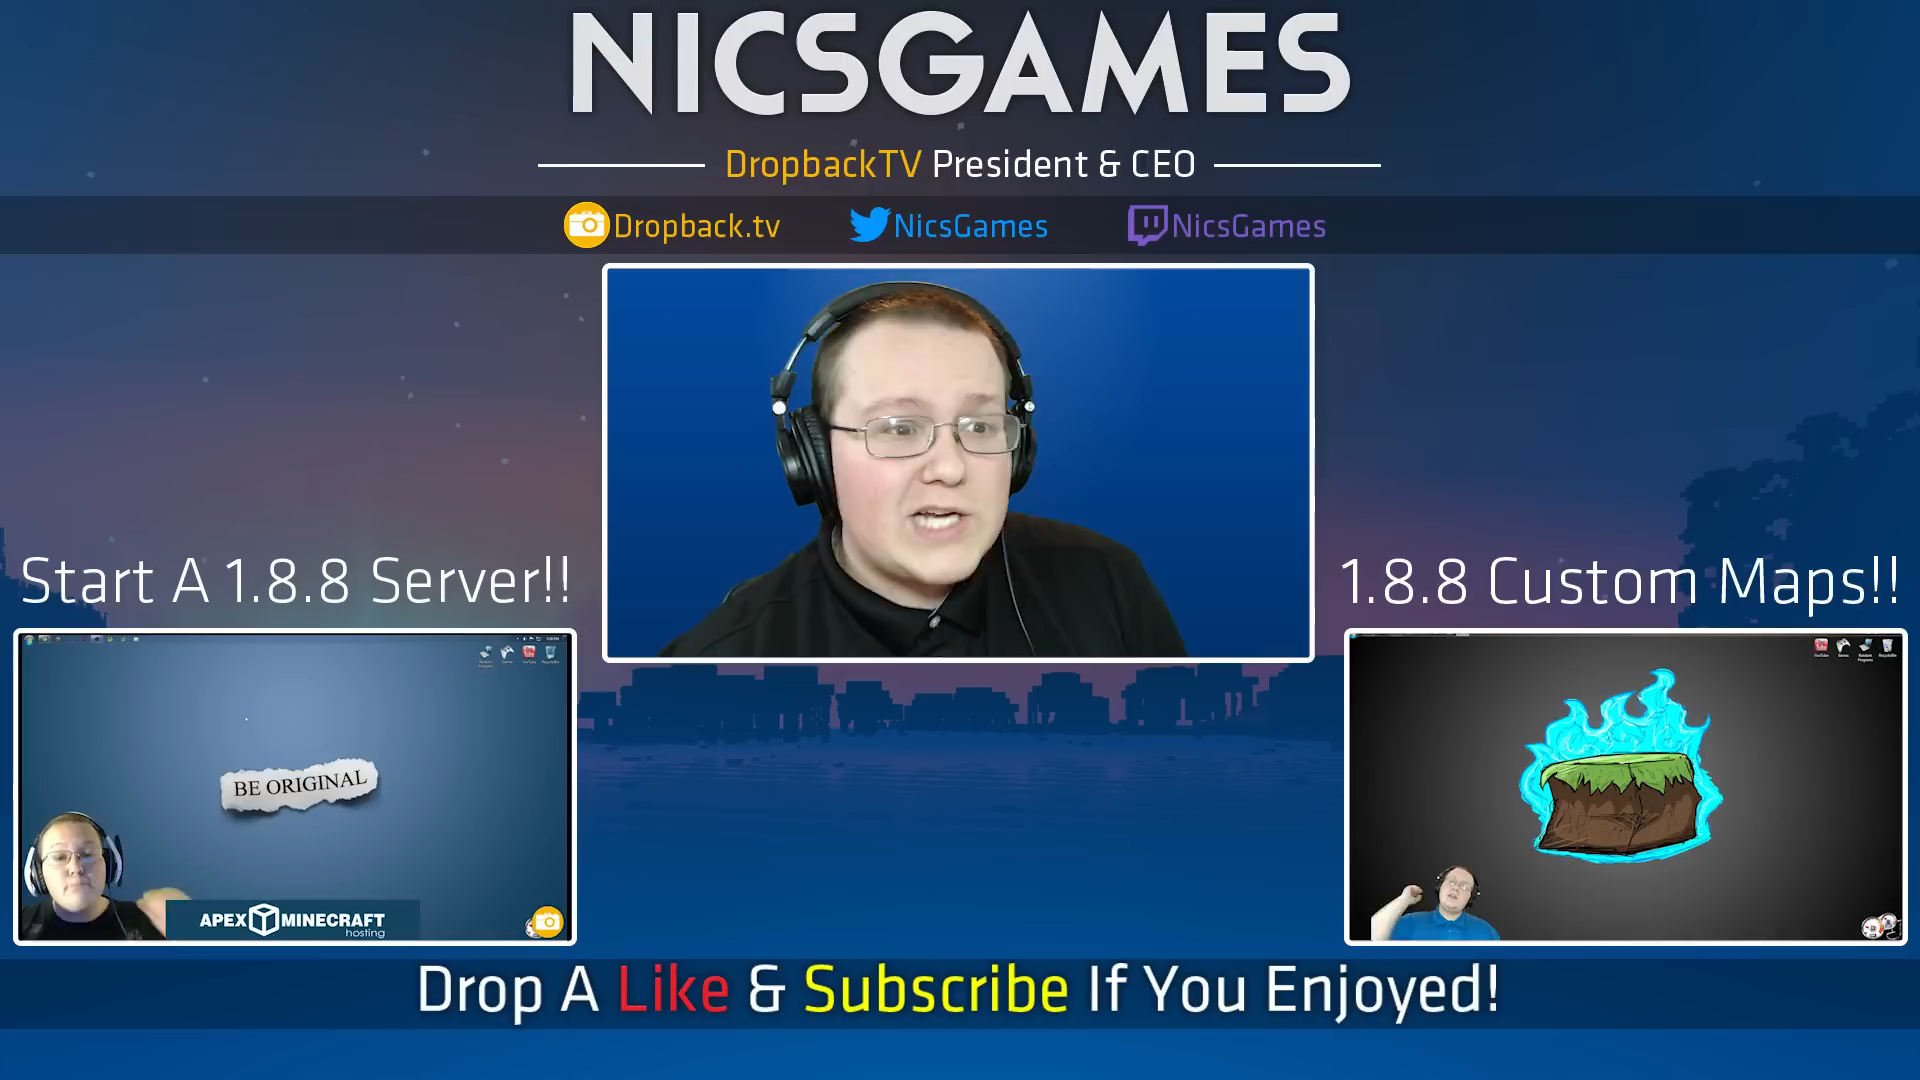 NICSGAMES
DropbackTV President & CEO
Dropback.tv NicsGames NicsGames
Start A 1.8.8 Server!!
1.8.8 Custom Maps!!
BE ORIGINAL
APEX MINECRAFT
hosting
Drop A Like & Subscribe If You Enjoyed!